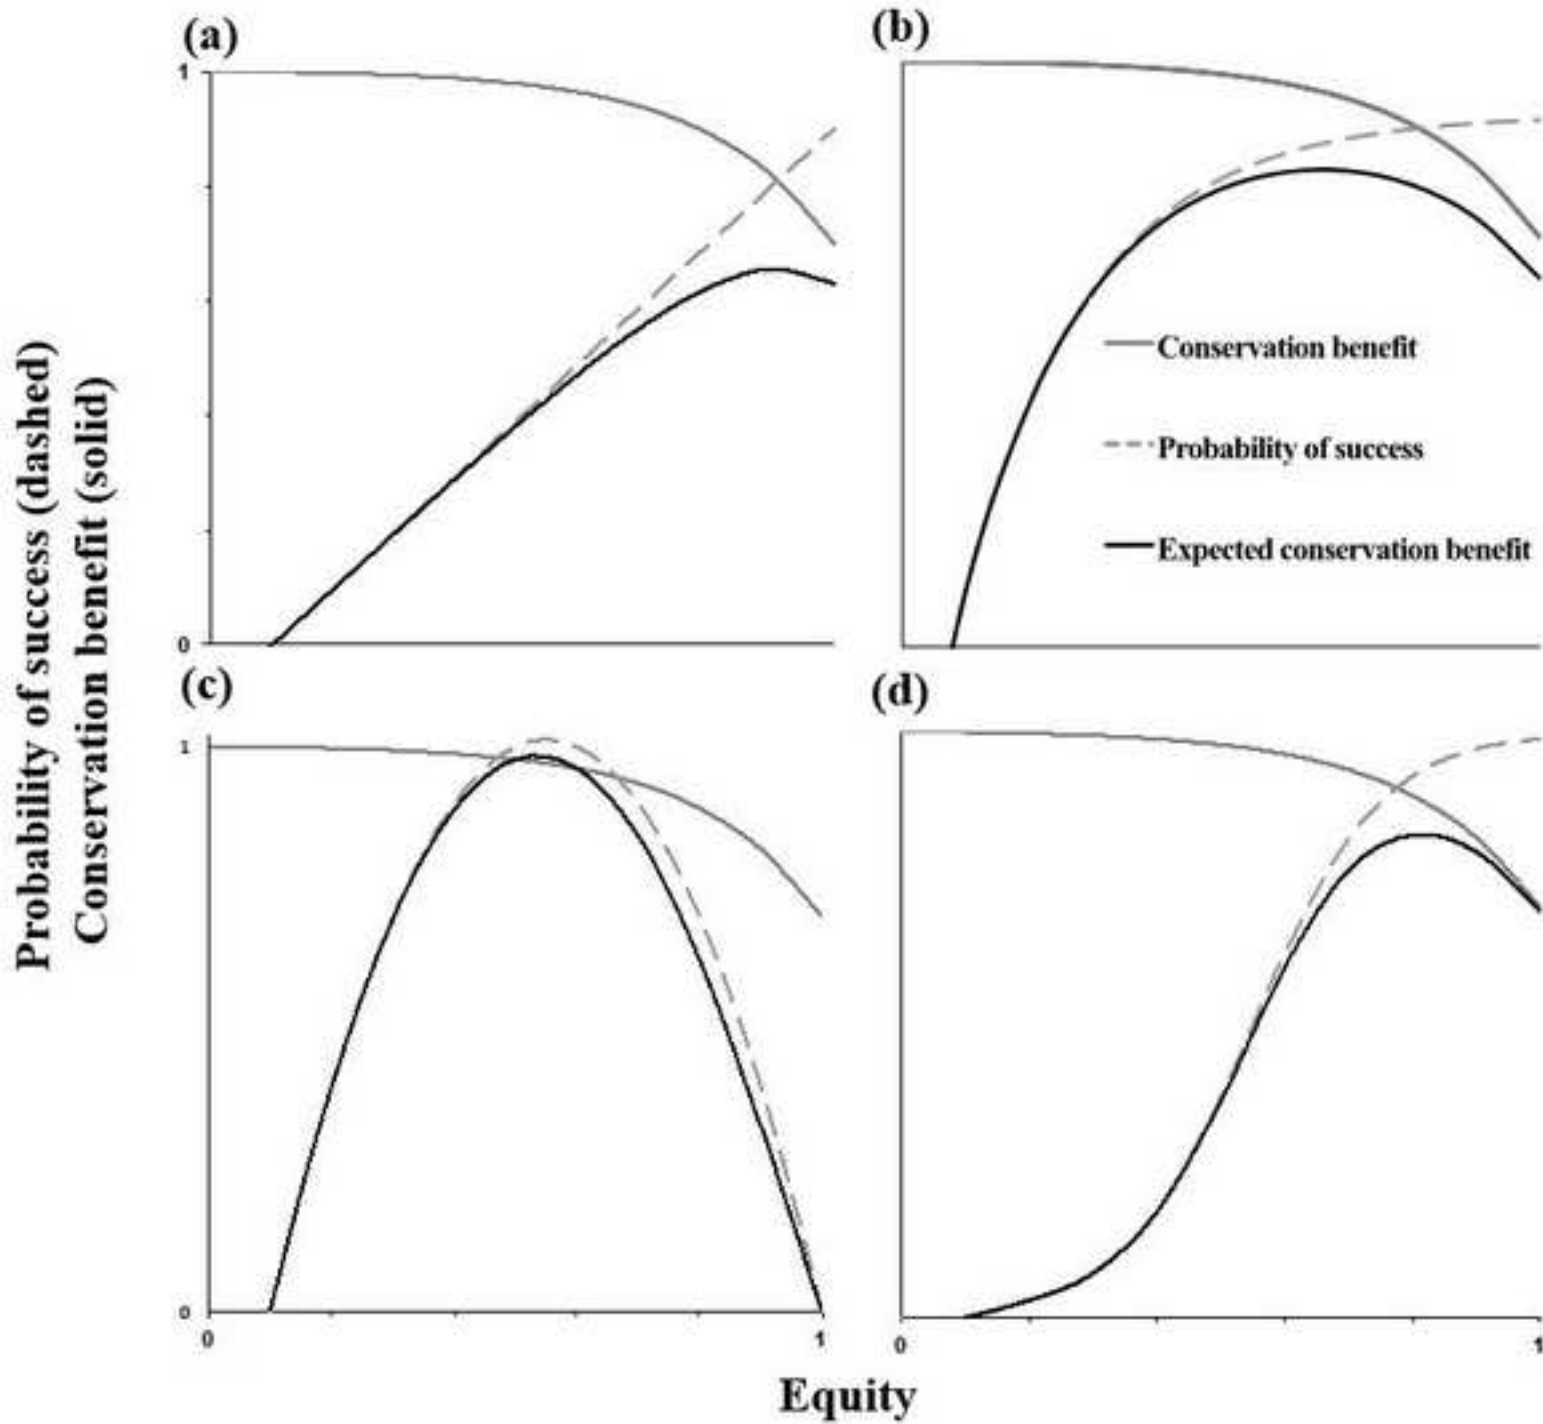 (a)
(b)
1
0
Conservation benefit
Probability of success
Expected conservation benefit
Probability of success (dashed)
Conservation benefit (solid)
(c)
(d)
1
0
0
1
0
1
Equity